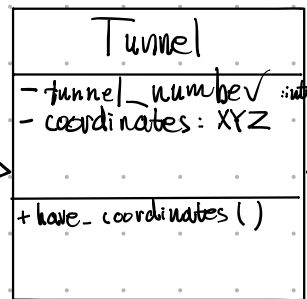 Tunnel
- tunnel_number :int
- coordinates: XYZ
+ have_coordinates()